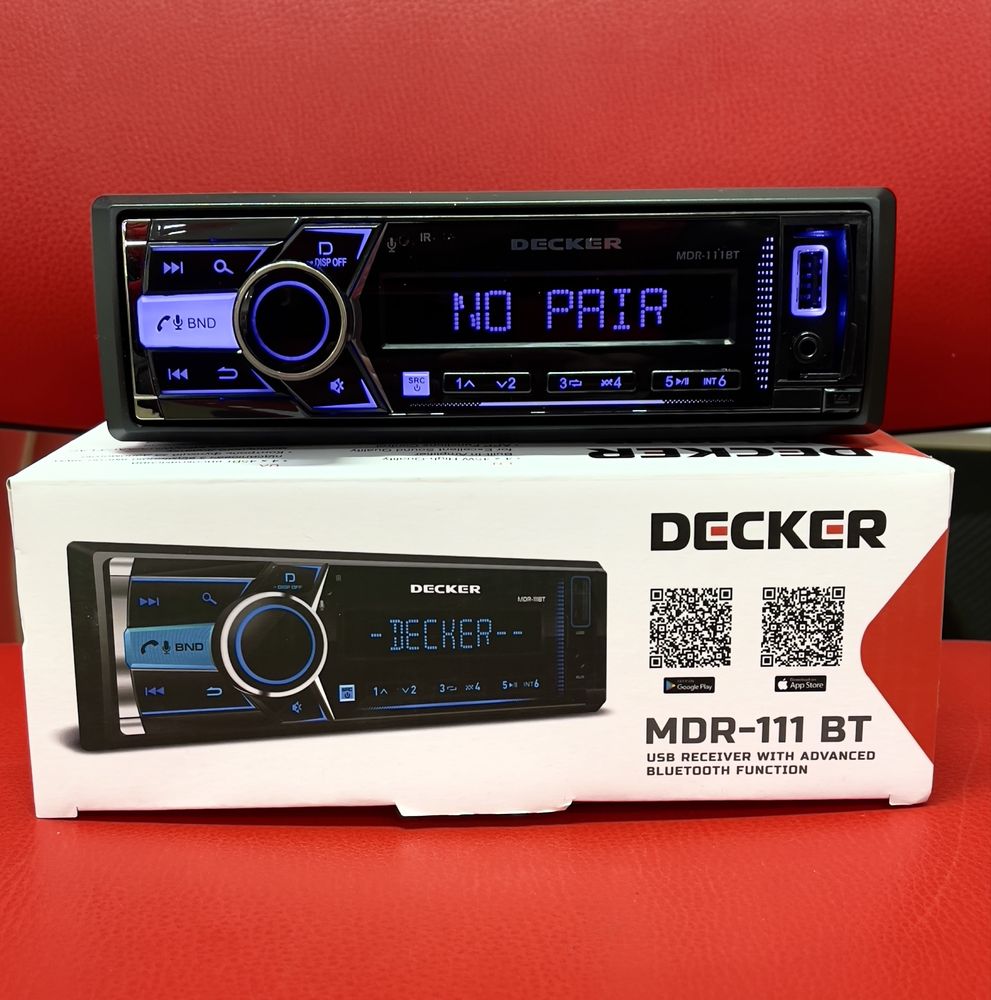 IR
DECKER
MDR-111BT
D
DISP OFF
BND
NO PAIR
SRC
1 2
3 4
5 INT 6
DECKER
DECKER
DECKER
MDR-111BT
D
DISP OFF
BND
-DECKER--
1 2
3 4
5 INT 6
Google Play
App Store
MDR-111 BT
USB RECEIVER WITH ADVANCED
BLUETOOTH FUNCTION